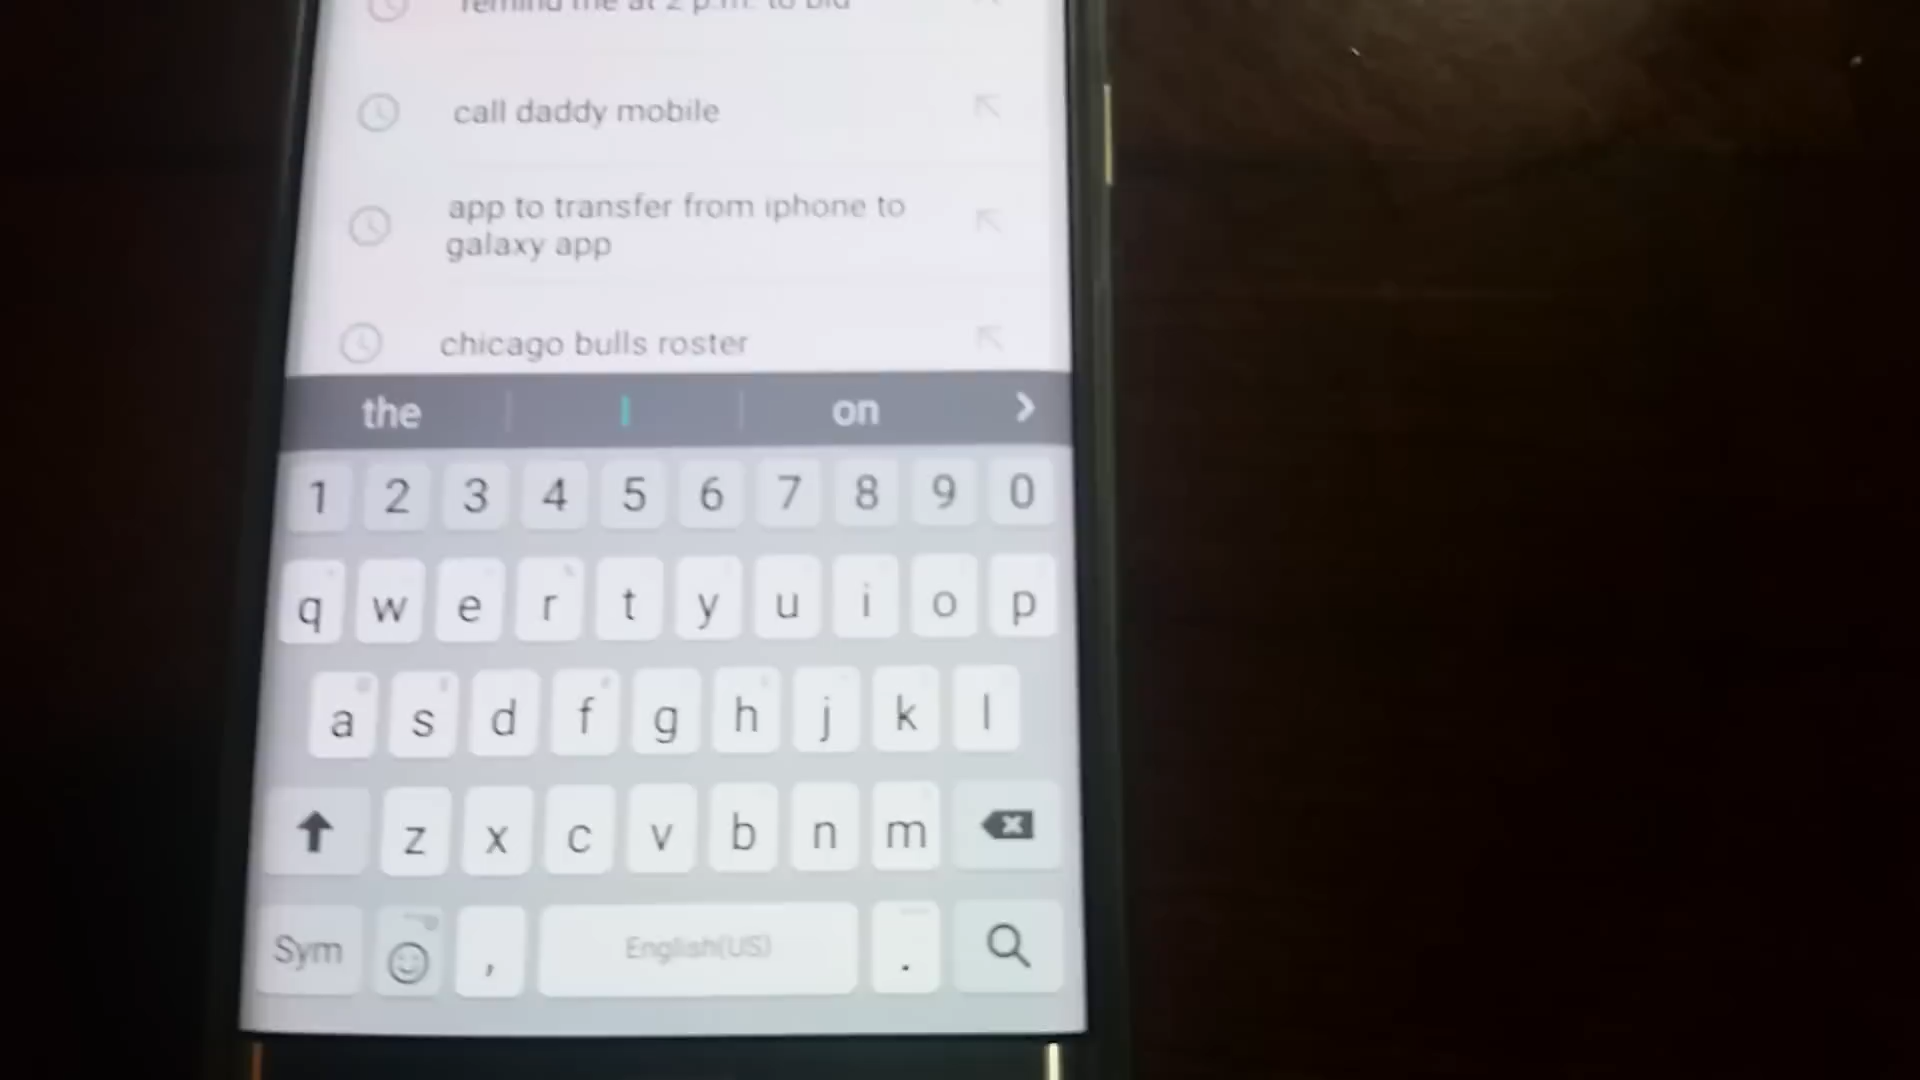 remind me at 2 p.m. to bid
call daddy mobile
app to transfer from iphone to
galaxy app
chicago bulls roster
the I on
1 2 3 4 5 6 7 8 9 0
q w e r t y u i o p
a s d f g h j k l
z x c v b n m
Sym , English(US) .